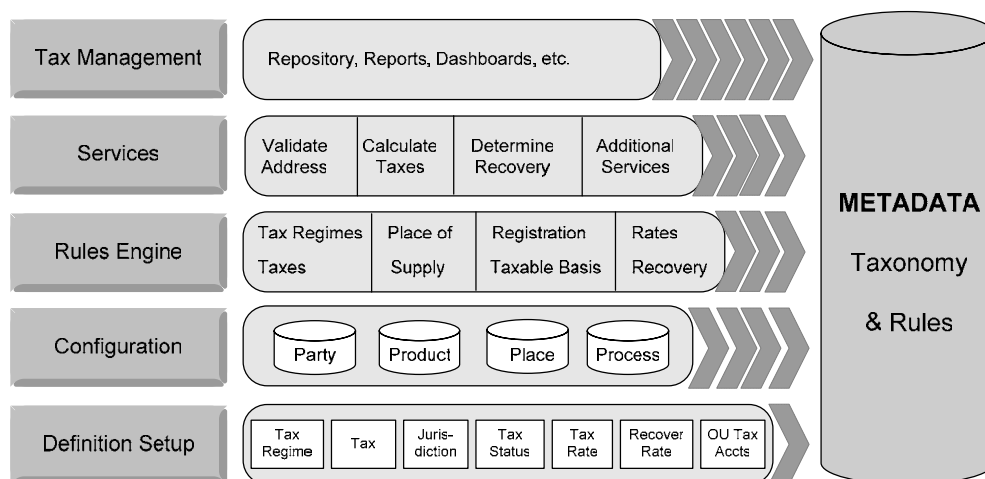 Tax Management
Repository, Reports, Dashboards, etc.
Services
Validate
Address
Calculate
Taxes
Determine
Recovery
Additional
Services
Rules Engine
Tax Regimes
Taxes
Place of
Supply
Registration
Taxable Basis
Rates
Recovery
Configuration
Party
Product
Place
Process
Definition Setup
Tax
Regime
Tax
Juris-
diction
Tax
Status
Tax
Rate
Recover
Rate
OU Tax
Accts
METADATA
Taxonomy
& Rules